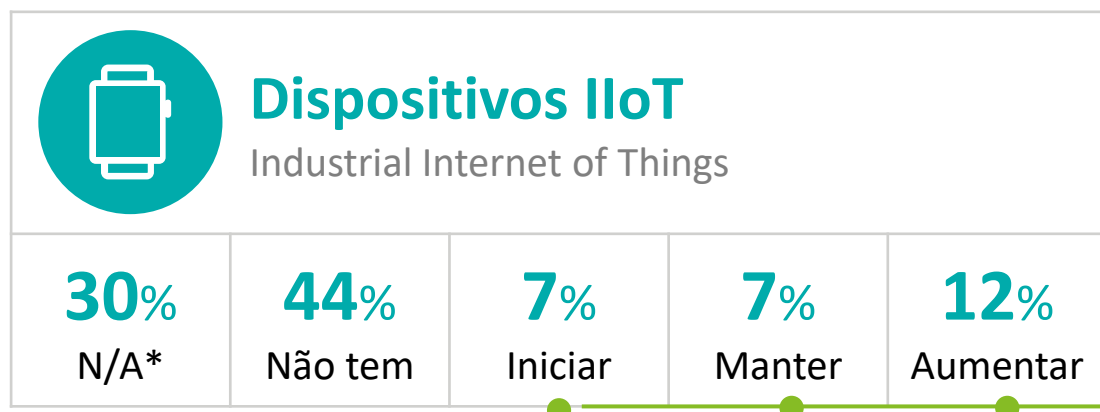 Dispositivos IIoT
Industrial Internet of Things
30% 44% 7% 7% 12%
N/A* Não tem Iniciar Manter Aumentar